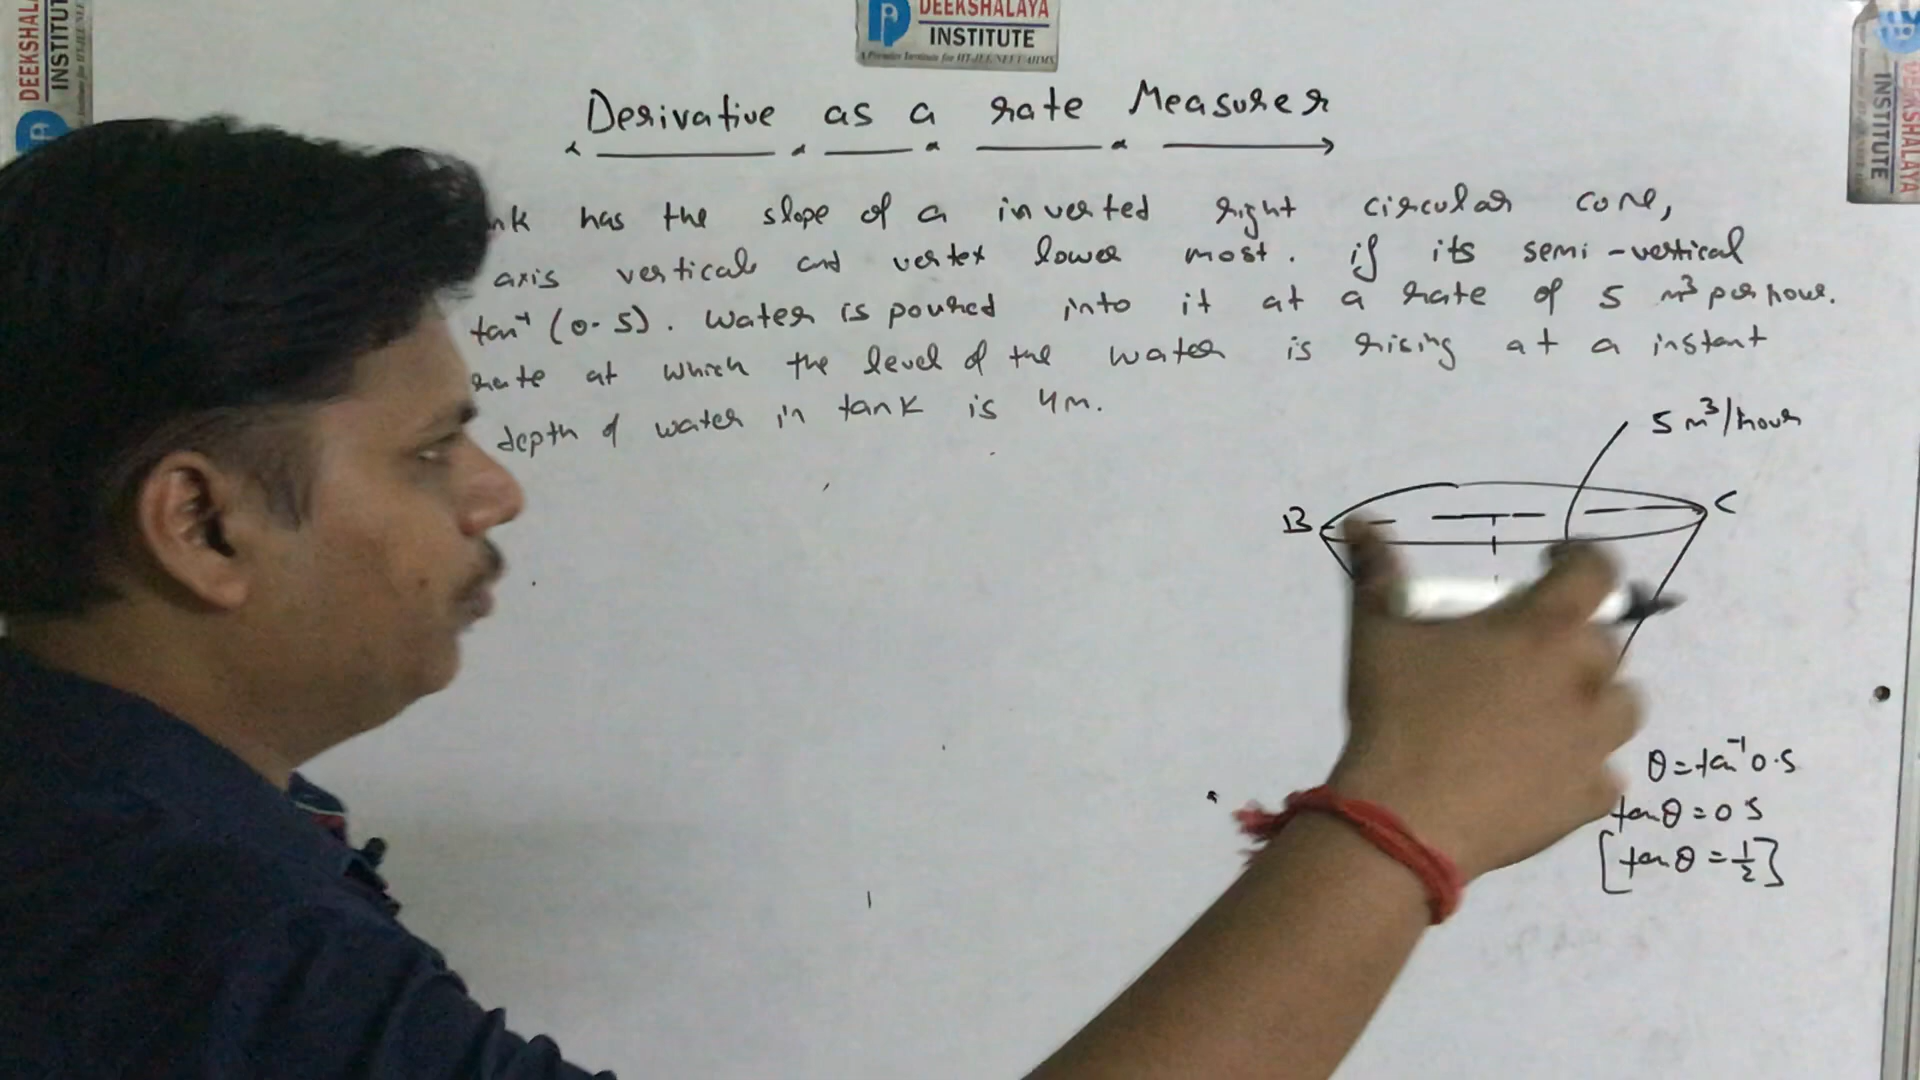 DEEKSHALAYA
INSTITUTE
A Premier Institute for IIT-JEE NEET AIIMS
DEEKSHAL
INSTITUT
DEEKSHALAYA
INSTITUTE
Derivative as a rate Measurer
nk has the slope of a inverted right circular cone,
axis vertical and vertex lower most. if its semi-vertical
tan⁻¹ (0.5). Water is poured into it at a rate of 5 m³ per hour.
rate at which the level of the water is rising at a instant
depth of water in tank is 4m.
5 m³/hour
B C
θ = tan⁻¹ 0.5
tanθ = 0 5
[tanθ = 1/2]